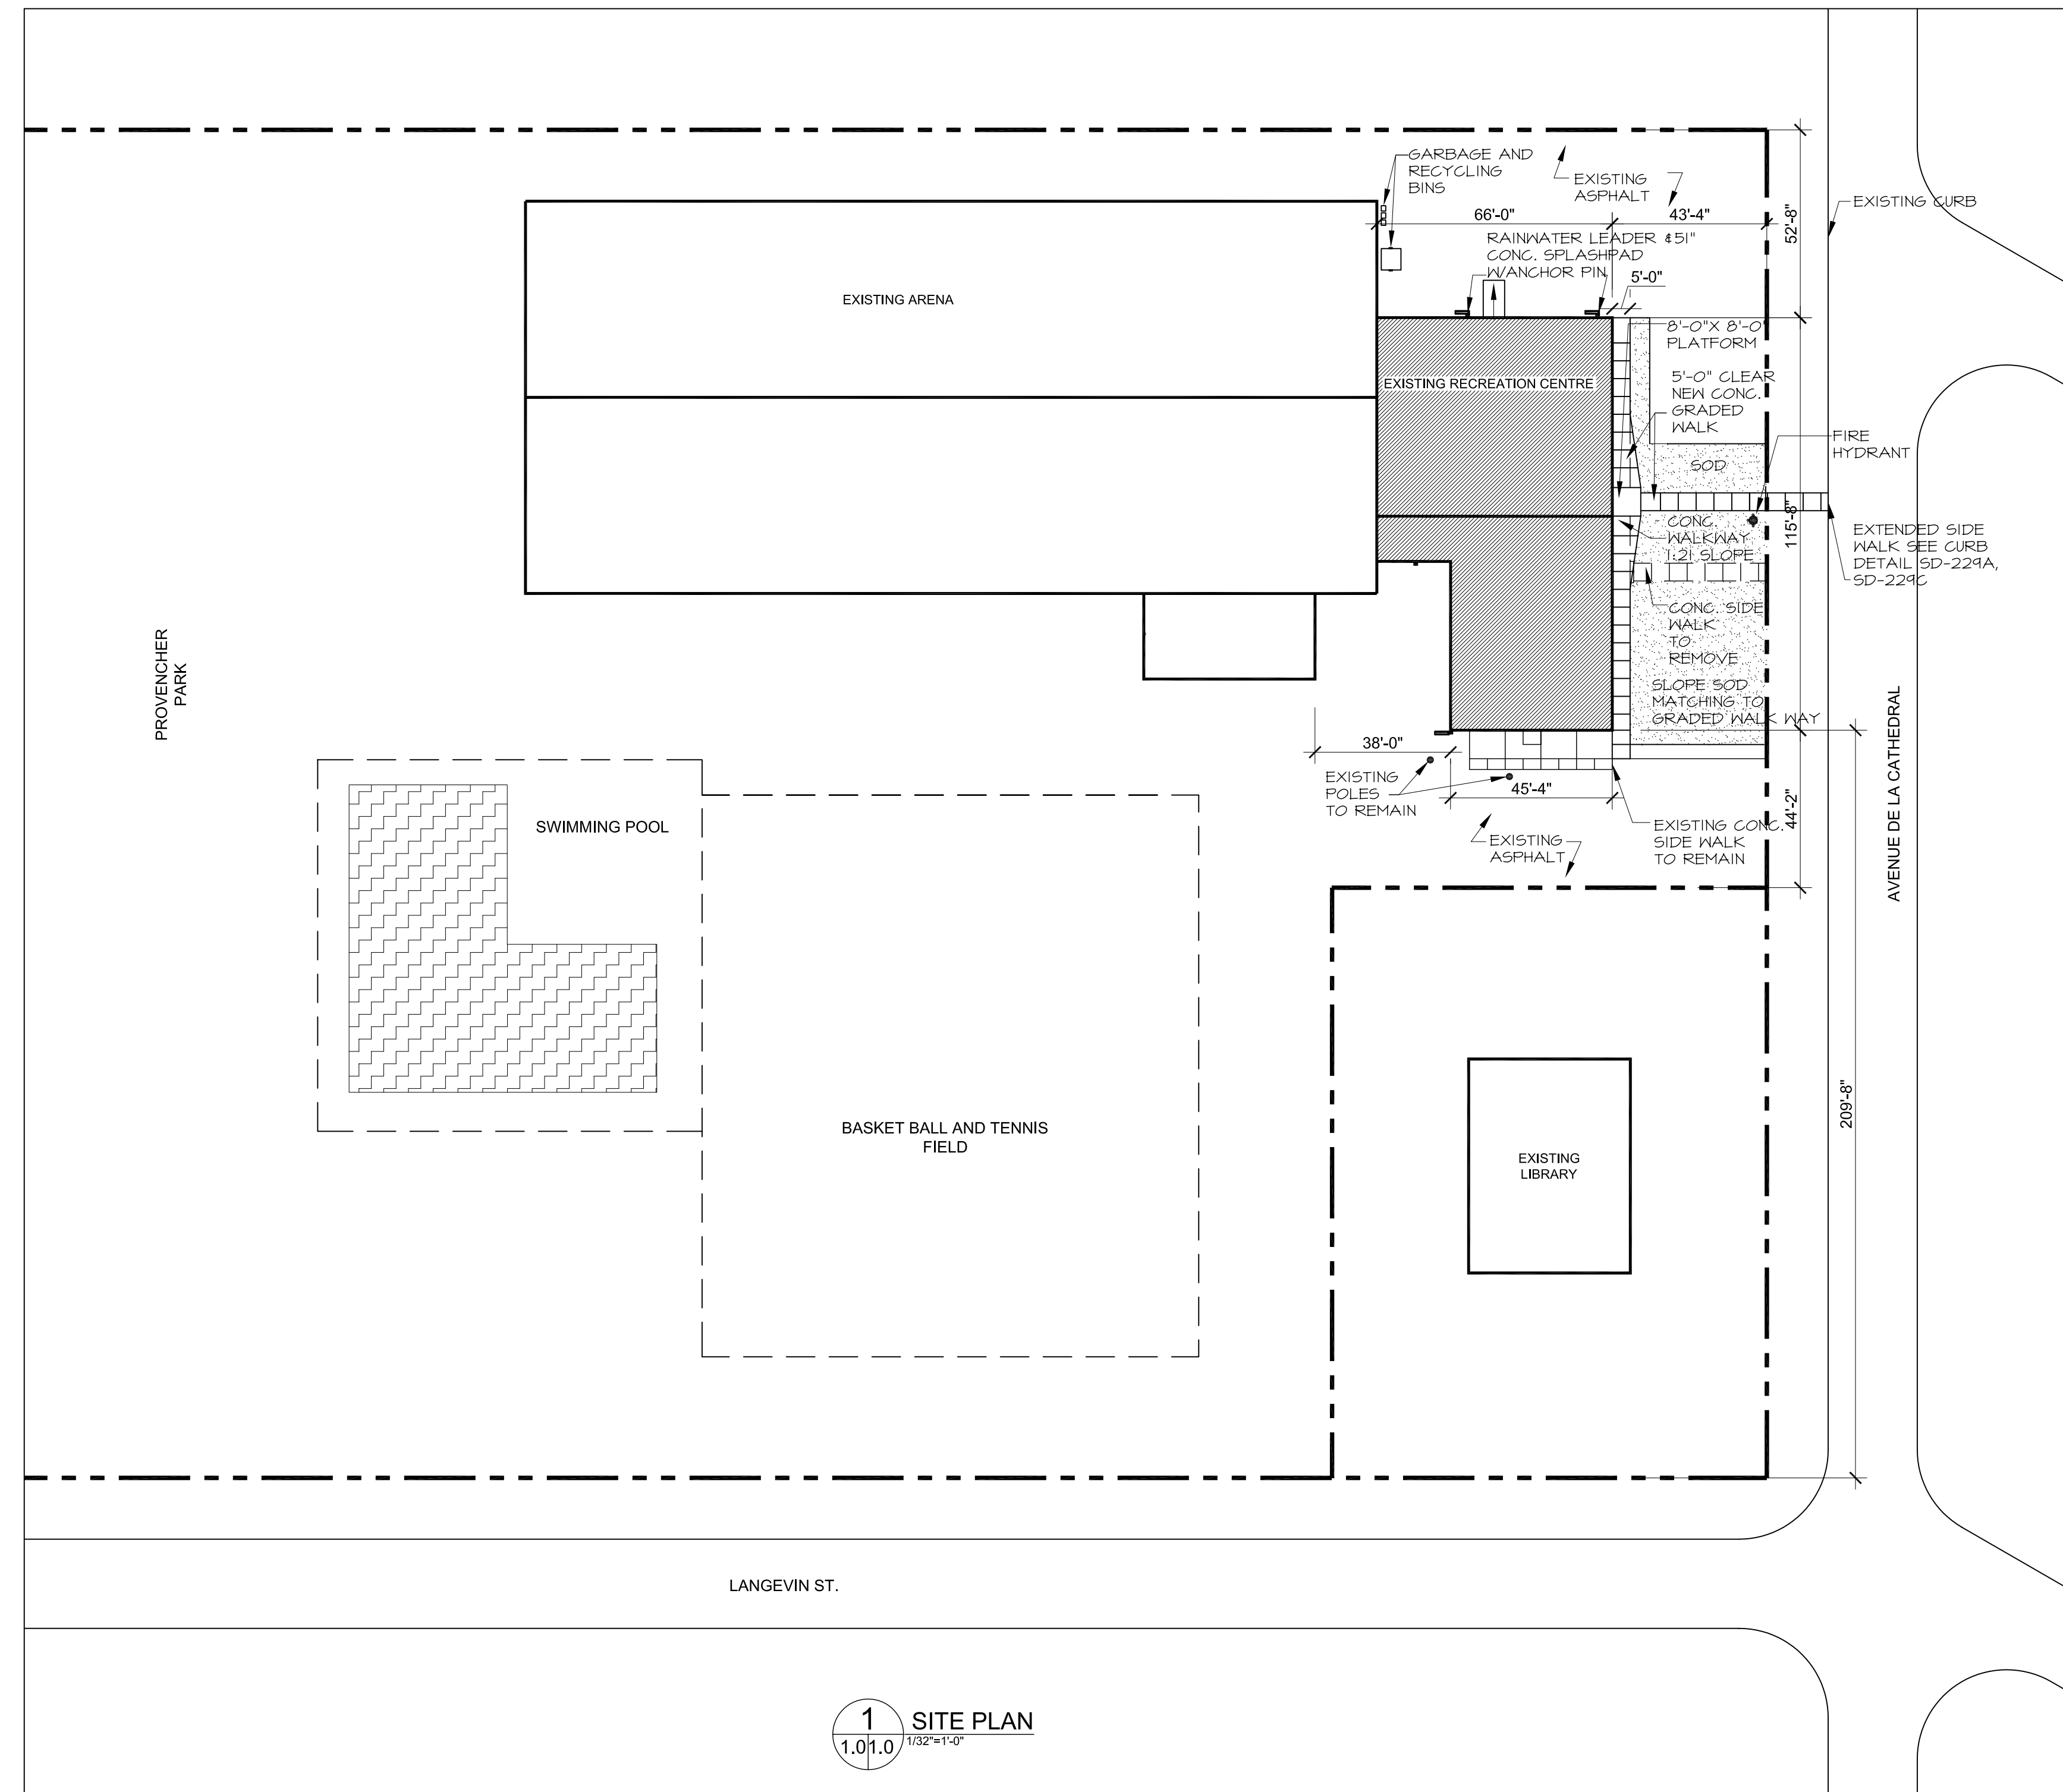 GARBAGE AND
RECYCLING
BINS
EXISTING
ASPHALT
EXISTING CURB
66'-0"
43'-4"
52'-8"
RAINWATER LEADER &51"
CONC. SPLASHPAD
W/ANCHOR PIN
5'-0"
EXISTING ARENA
8'-0"X 8'-0"
PLATFORM
EXISTING RECREATION CENTRE
5'-0" CLEAR
NEW CONC.
GRADED
WALK
FIRE
HYDRANT
SOD
115'-8"
CONC.
WALKWAY
1:21 SLOPE
EXTENDED SIDE
WALK SEE CURB
DETAIL SD-229A,
SD-229C
CONC. SIDE
WALK
TO
REMOVE
SLOPE SOD
MATCHING TO
GRADED WALK WAY
PROVENCHER
PARK
AVENUE DE LA CATHEDRAL
38'-0"
EXISTING
POLES
TO REMAIN
45'-4"
44'-2"
EXISTING CONC.
SIDE WALK
TO REMAIN
EXISTING
ASPHALT
SWIMMING POOL
BASKET BALL AND TENNIS
FIELD
EXISTING
LIBRARY
209'-8"
LANGEVIN ST.
1
SITE PLAN
1.0
1.0
1/32"=1'-0"